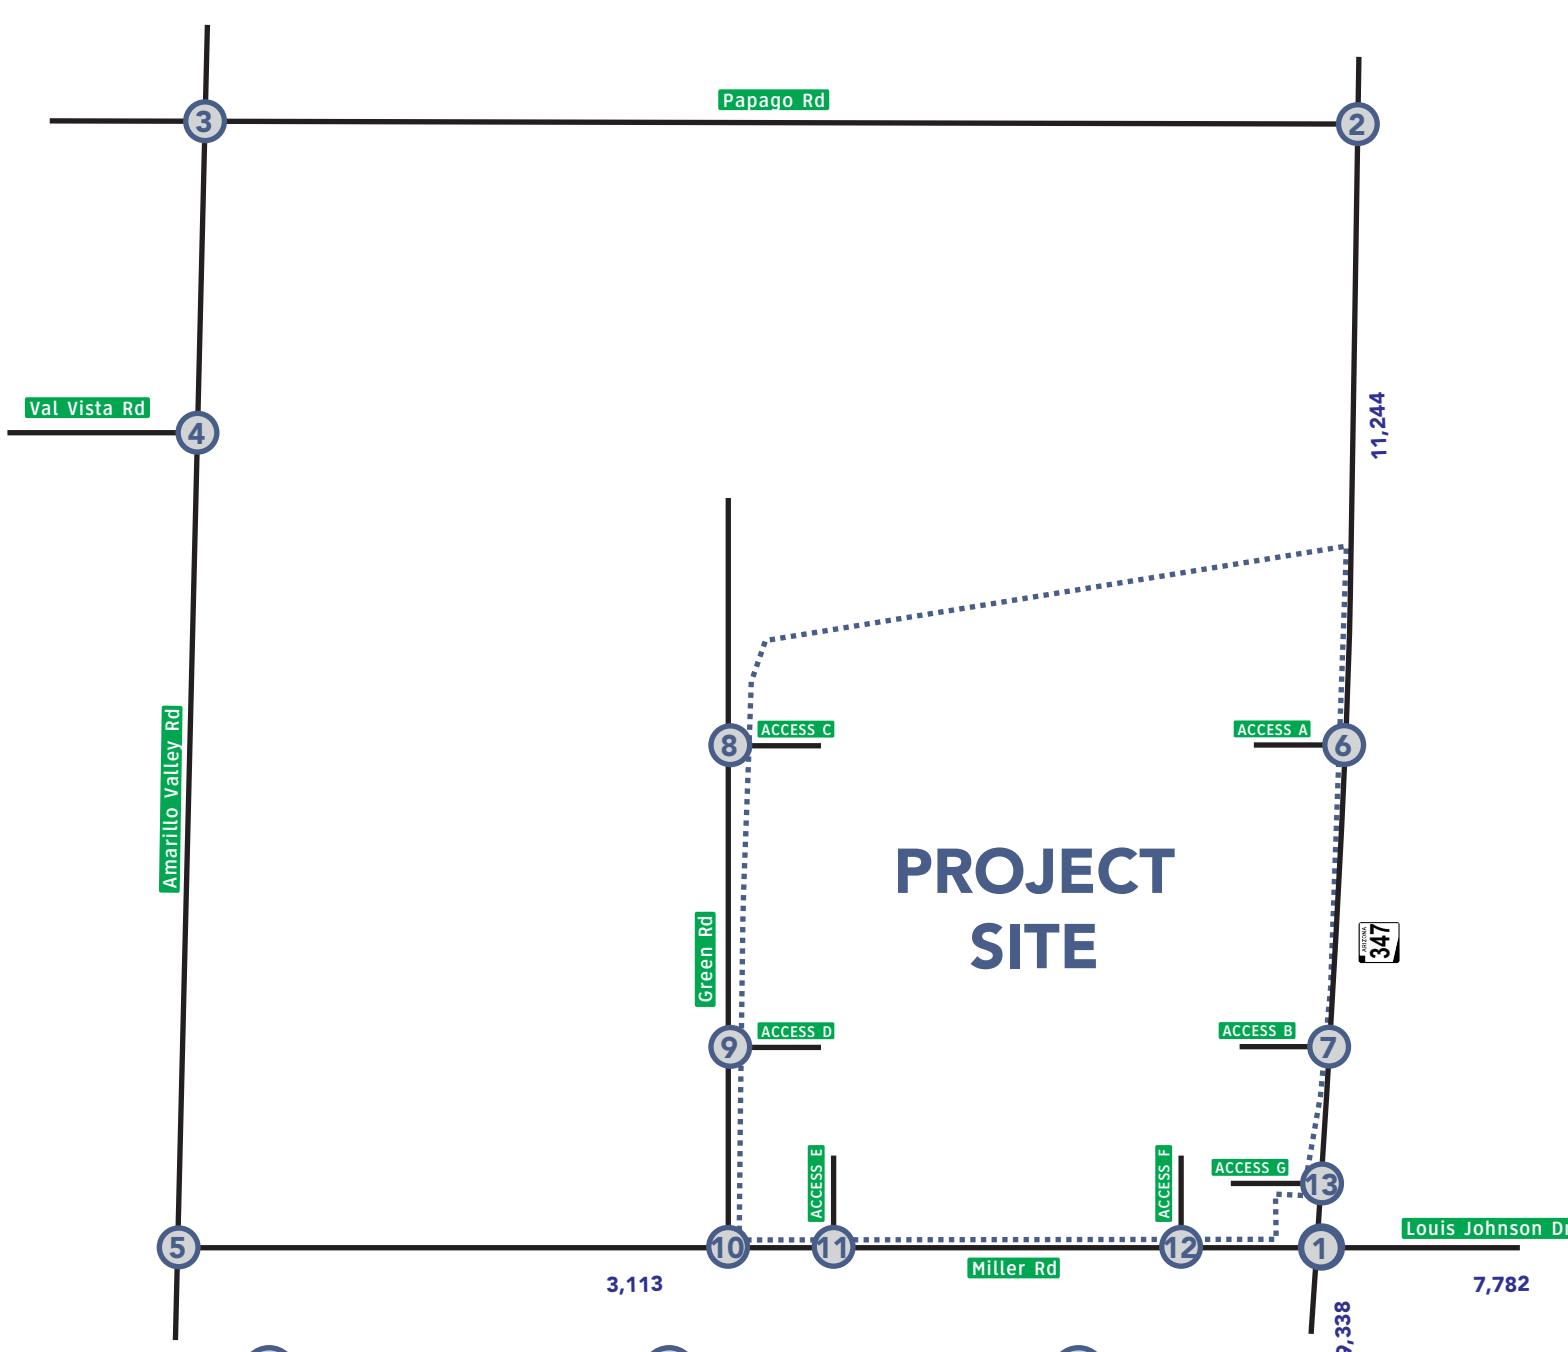 Papago Rd
3
2
Val Vista Rd
4
11,244
ACCESS C
ACCESS A
8
6
Amarillo Valley Rd
PROJECT
SITE
Green Rd
ARIZONA
347
ACCESS D
ACCESS B
9
7
ACCESS E
ACCESS F
ACCESS G
13
5
10
11
12
1
Louis Johnson
Miller Rd
3,113
7,782